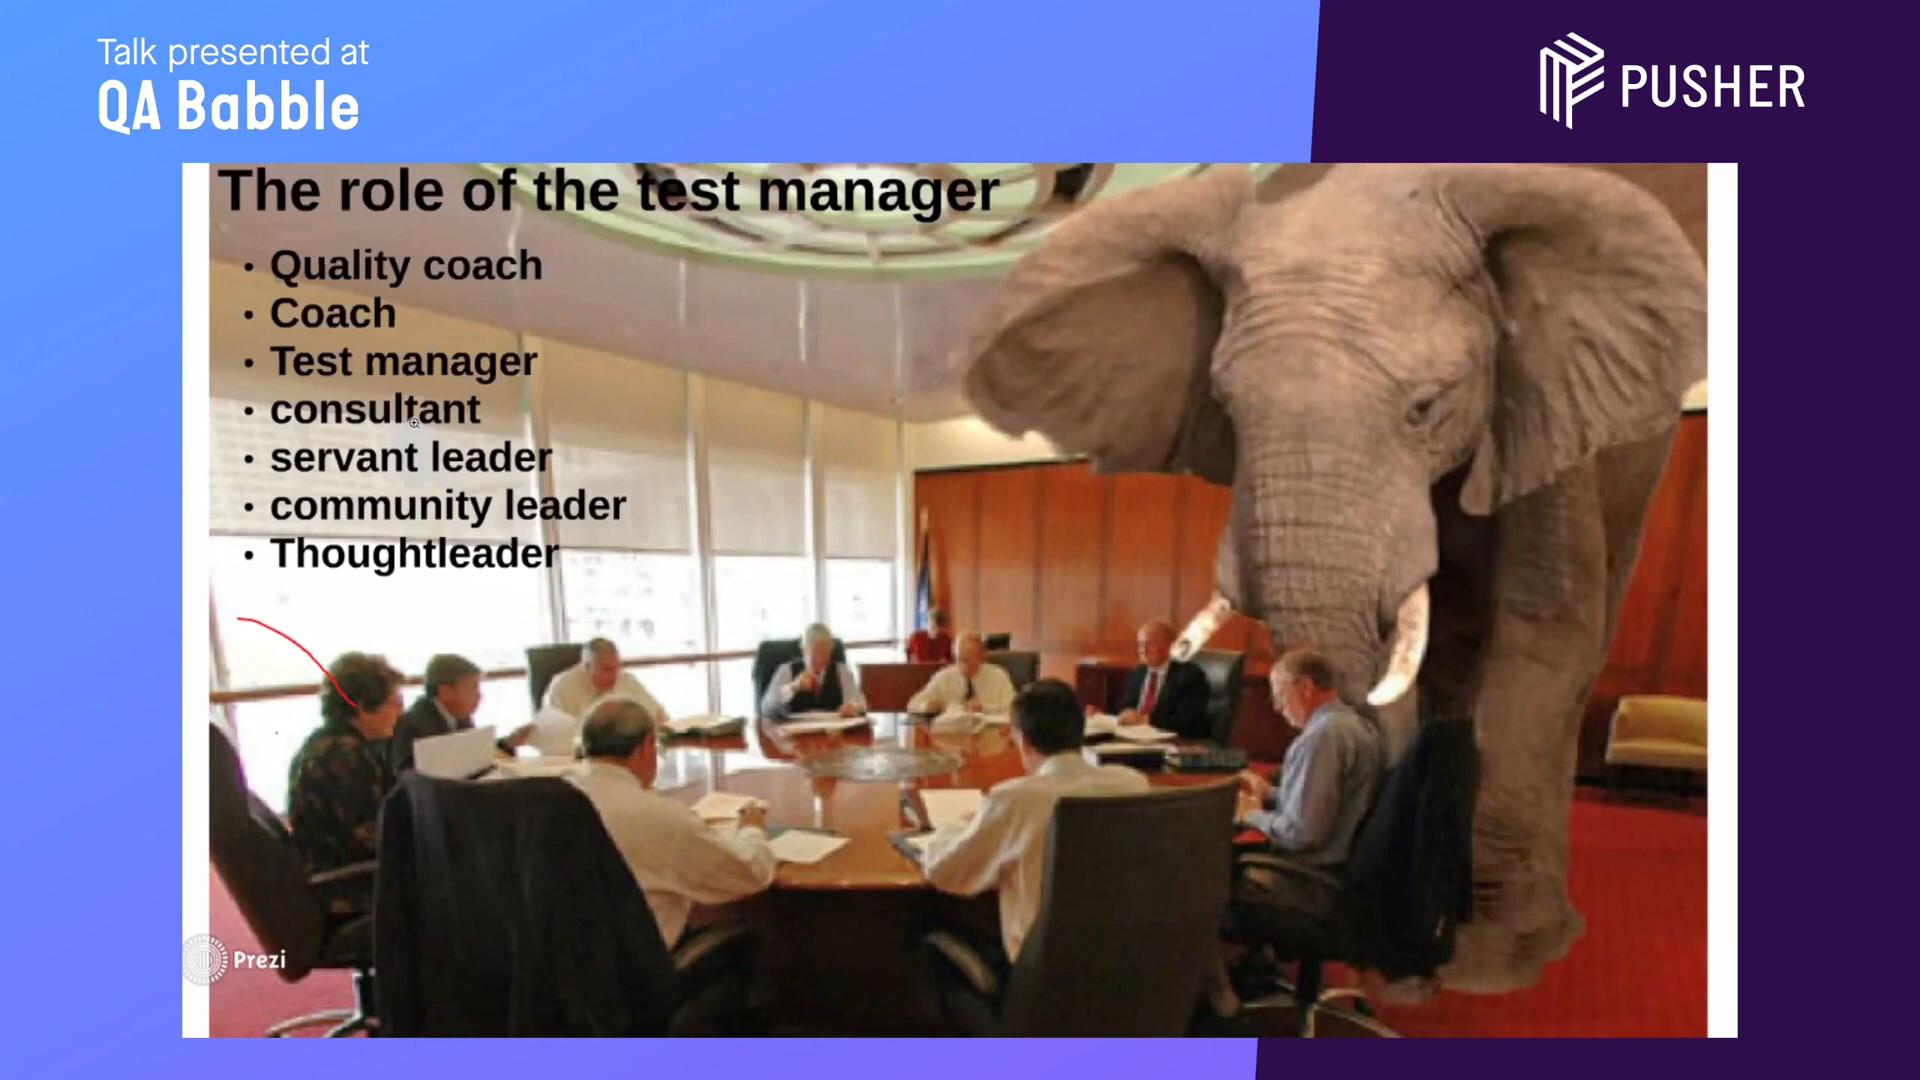 Talk presented at
QA Babble
PUSHER
The role of the test manager
• Quality coach
• Coach
• Test manager
• consultant
• servant leader
• community leader
• Thoughtleader
Prezi